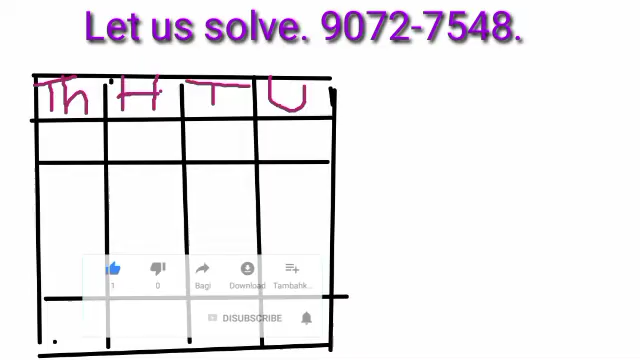 Let us solve. 9072-7548.
Th H T U
1 0 Bagi Download Tambahk...
DISUBSCRIBE